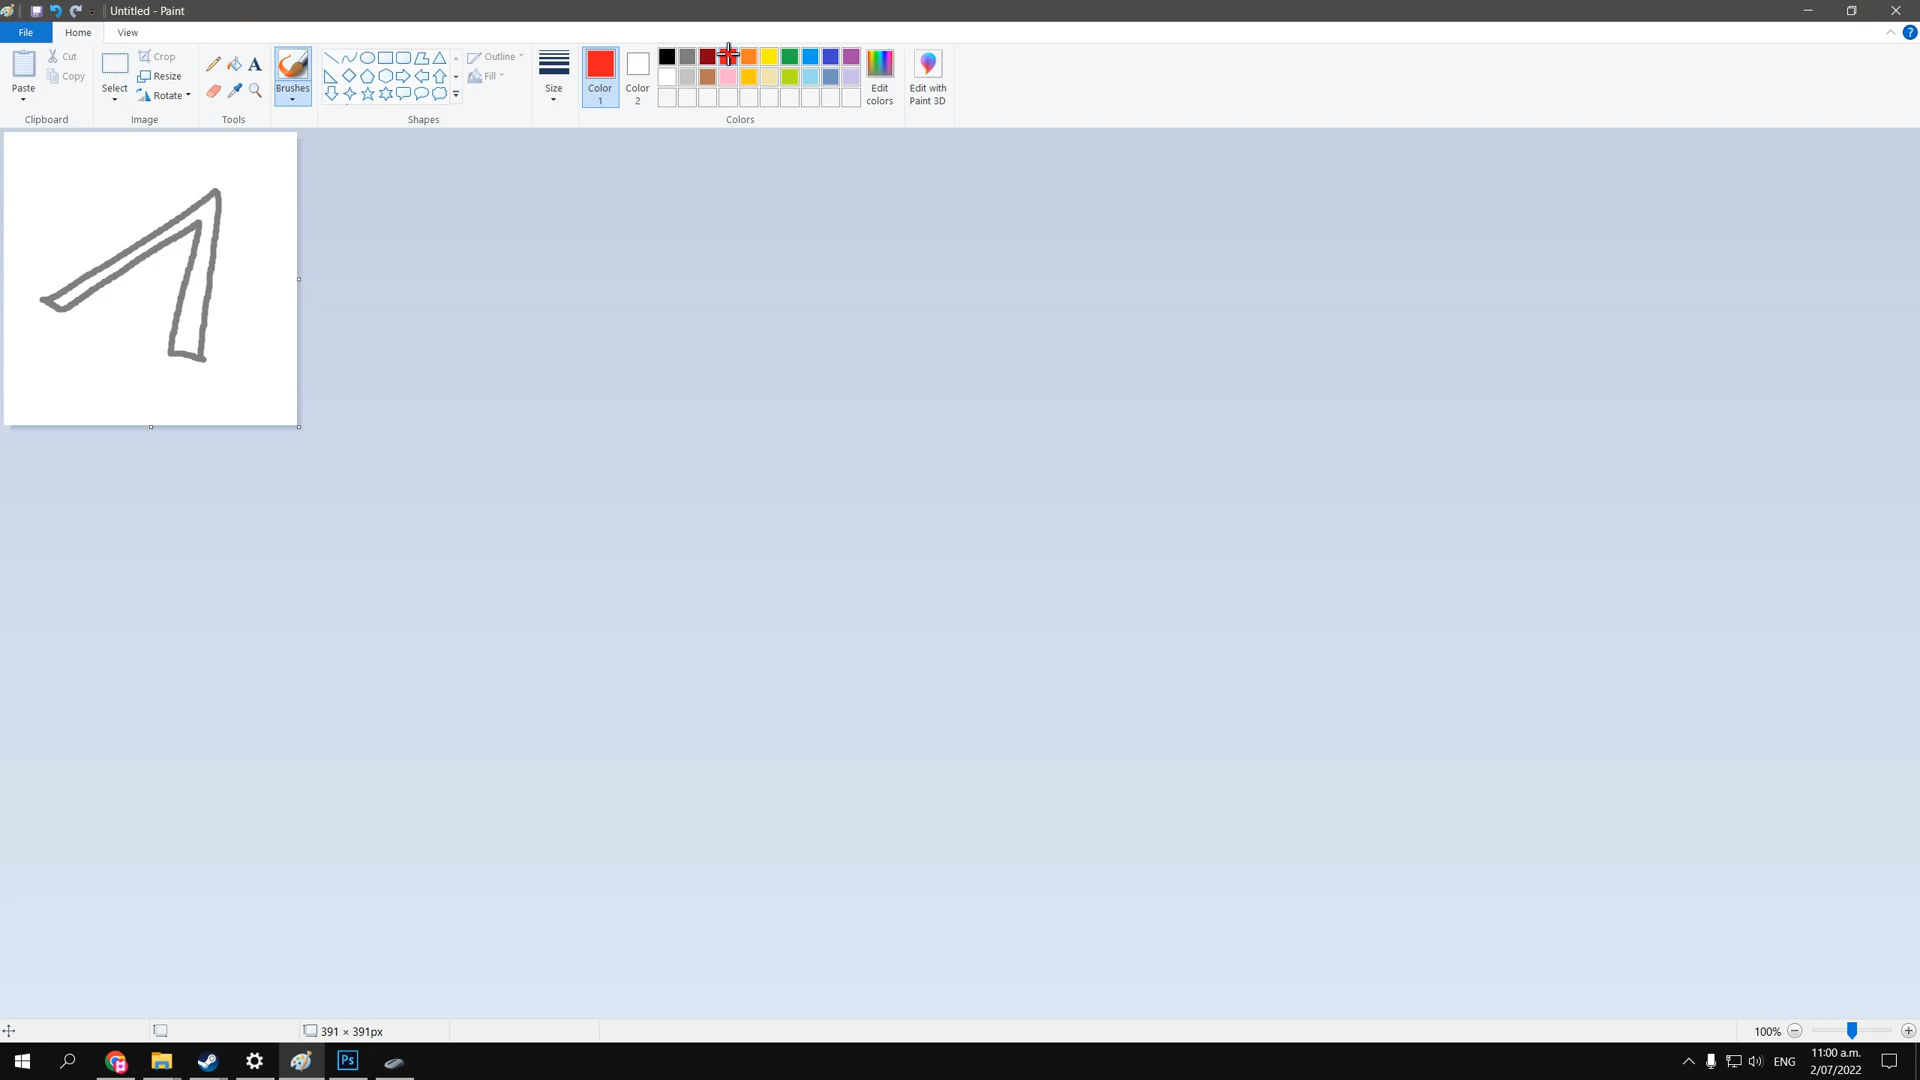 Untitled - Paint
File Home View
Paste
Cut
Copy
Clipboard
Select
Crop
Resize
Rotate
Image
A
Tools
Brushes
Outline
Fill
Shapes
Size
Color 1
Color 2
Colors
Edit colors
Edit with Paint 3D
?
391 × 391px
100%
Ps
ENG
11:00 a.m.
2/07/2022